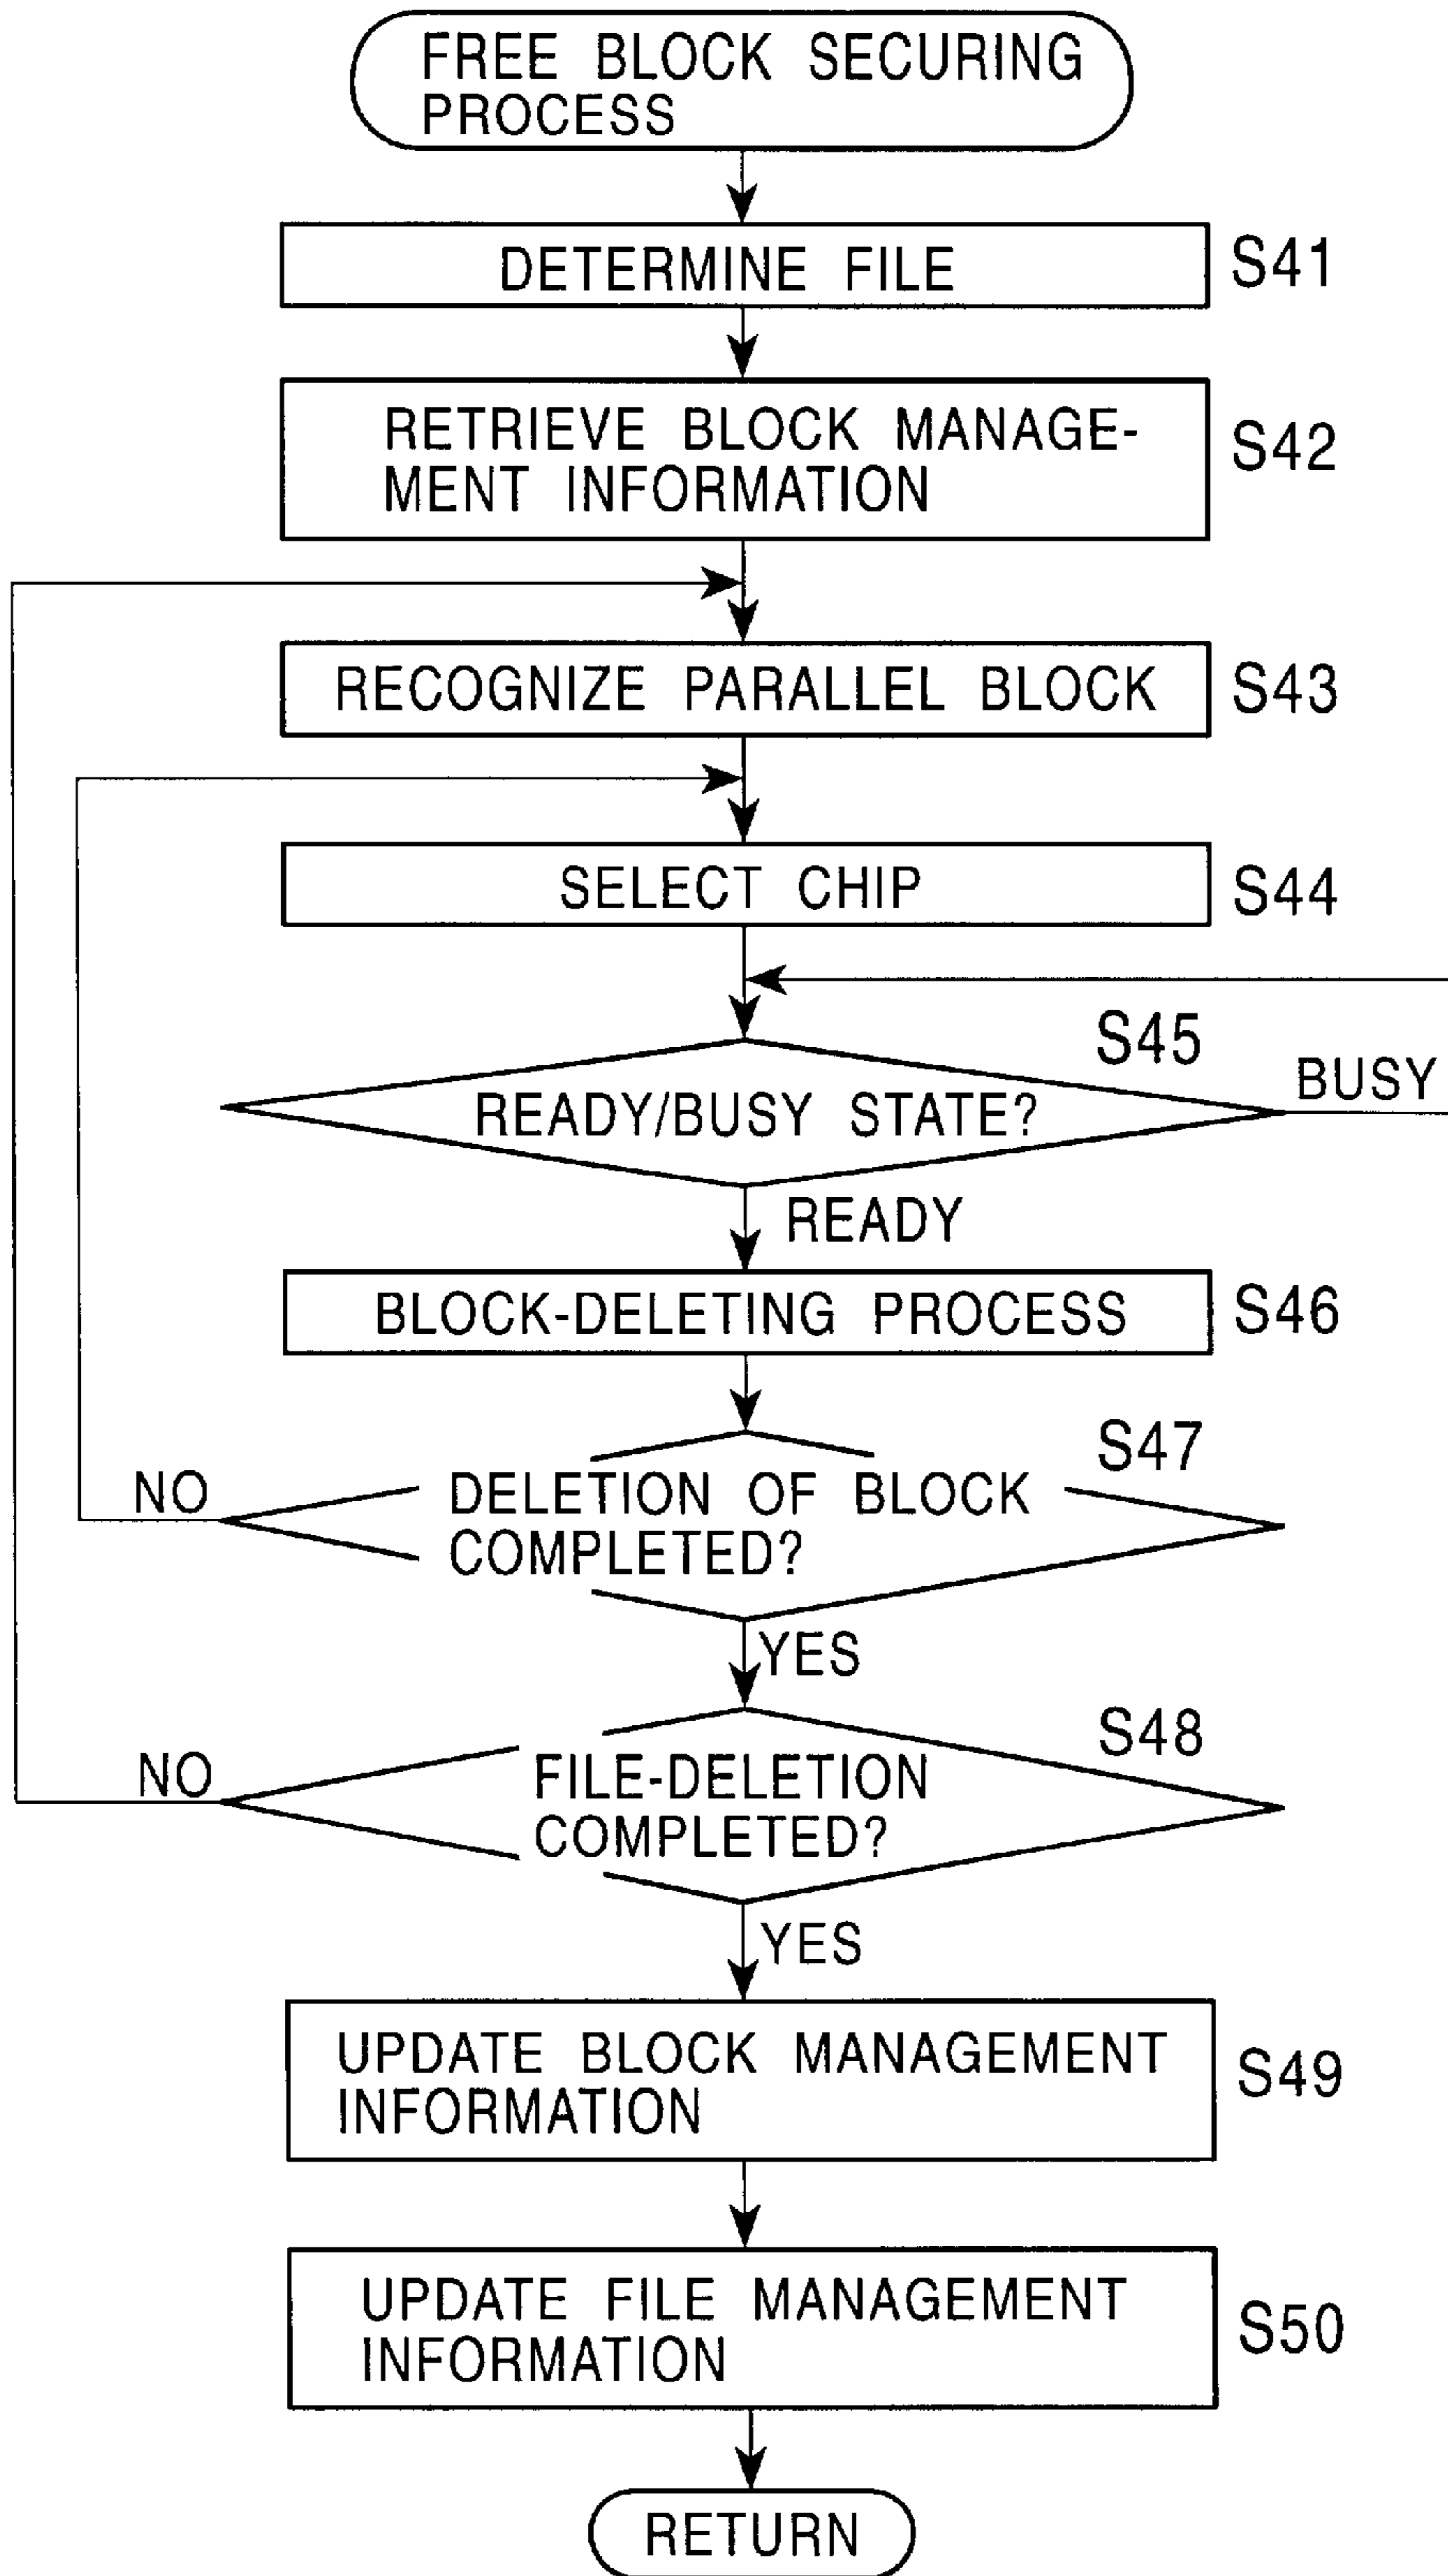 FREE BLOCK SECURING
PROCESS
DETERMINE FILE
S41
RETRIEVE BLOCK MANAGE-
MENT INFORMATION
S42
RECOGNIZE PARALLEL BLOCK
S43
SELECT CHIP
S44
S45
READY/BUSY STATE?
BUSY
READY
BLOCK-DELETING PROCESS
S46
S47
NO
DELETION OF BLOCK
COMPLETED?
YES
S48
NO
FILE-DELETION
COMPLETED?
YES
UPDATE BLOCK MANAGEMENT
INFORMATION
S49
UPDATE FILE MANAGEMENT
INFORMATION
S50
RETURN